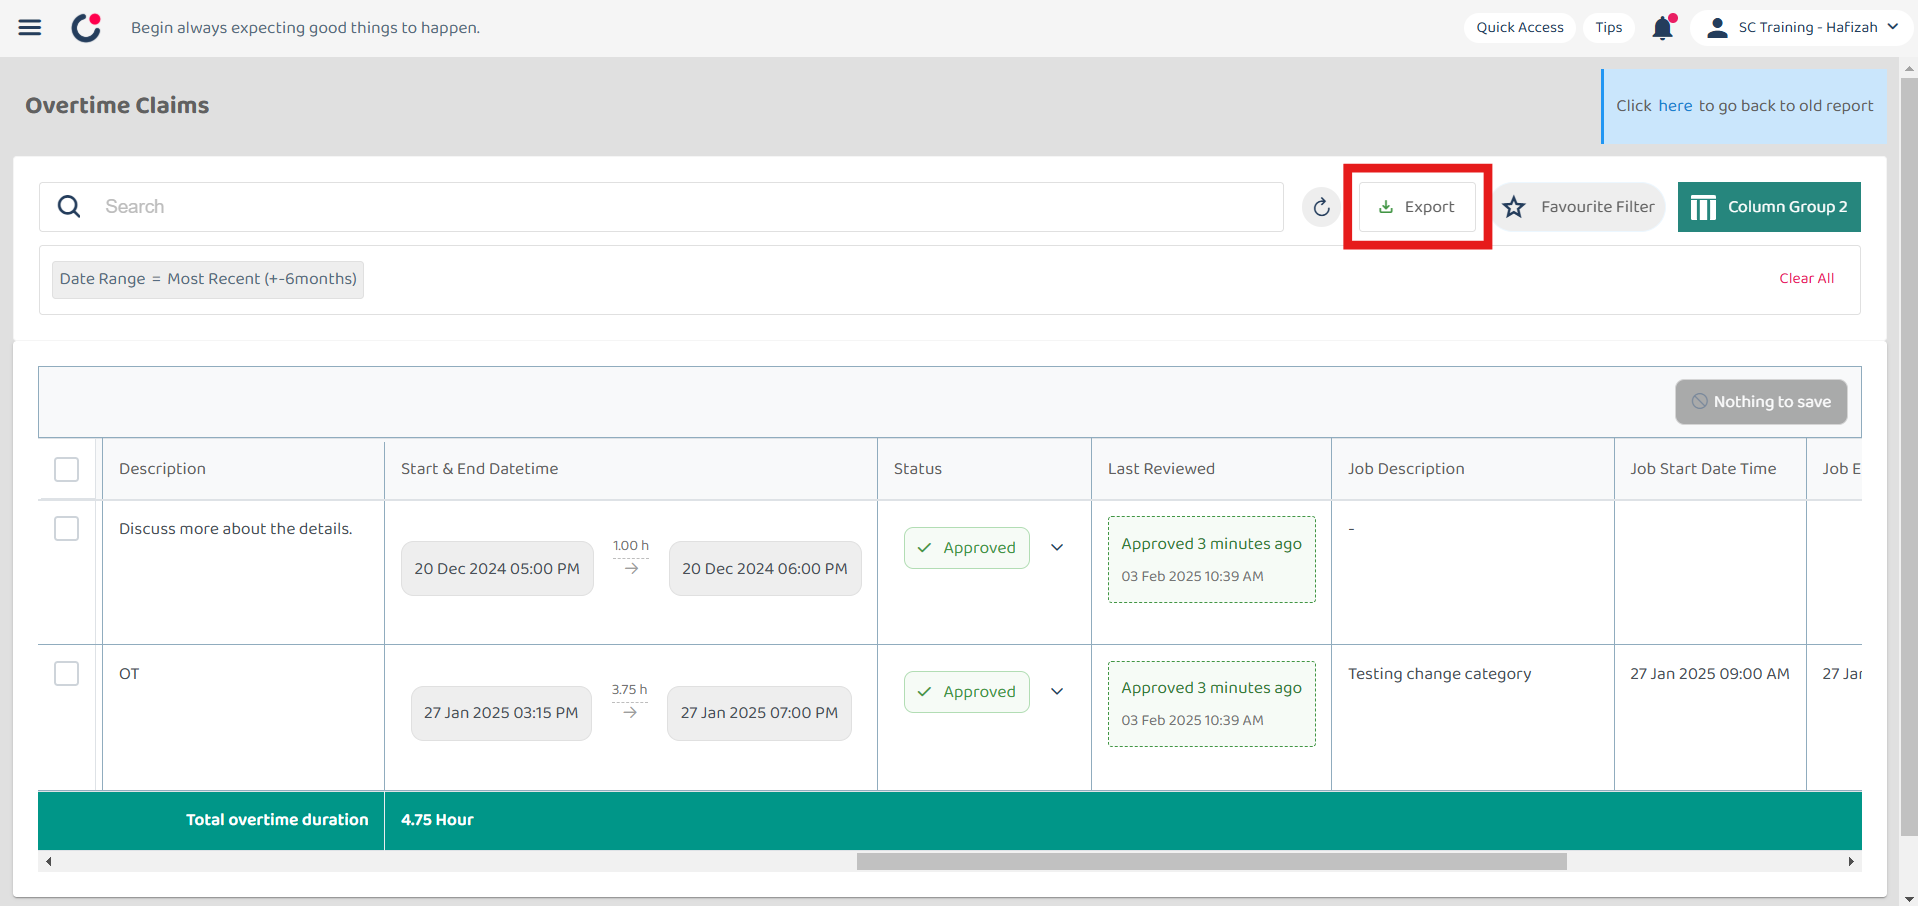 Begin always expecting good things to happen.
Quick Access
Tips
SC Training - Hafizah
Overtime Claims
Click here to go back to old report
Search
Export
Favourite Filter
Column Group 2
Date Range = Most Recent (+-6months)
Clear All
Nothing to save
Description
Start & End Datetime
Status
Last Reviewed
Job Description
Job Start Date Time
Job E
Discuss more about the details.
20 Dec 2024 05:00 PM
1.00 h
20 Dec 2024 06:00 PM
Approved
Approved 3 minutes ago
03 Feb 2025 10:39 AM
-
OT
27 Jan 2025 03:15 PM
3.75 h
27 Jan 2025 07:00 PM
Approved
Approved 3 minutes ago
03 Feb 2025 10:39 AM
Testing change category
27 Jan 2025 09:00 AM
27 Jan
Total overtime duration
4.75 Hour